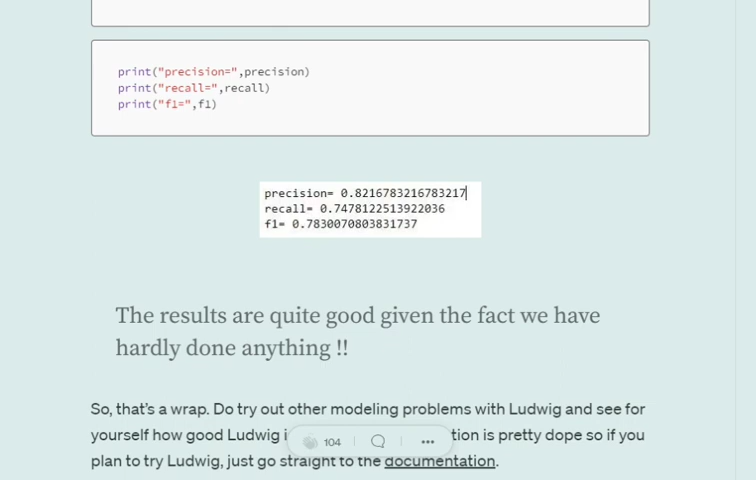 print("precision=",precision)
print("recall=",recall)
print("f1=",f1)
precision= 0.8216783216783217
recall= 0.7478122513922036
f1= 0.7830070803831737
The results are quite good given the fact we have
hardly done anything !!
So, that's a wrap. Do try out other modeling problems with Ludwig and see for
yourself how good Ludwig is pretty dope so if you
104
plan to try Ludwig, just go straight to the documentation.